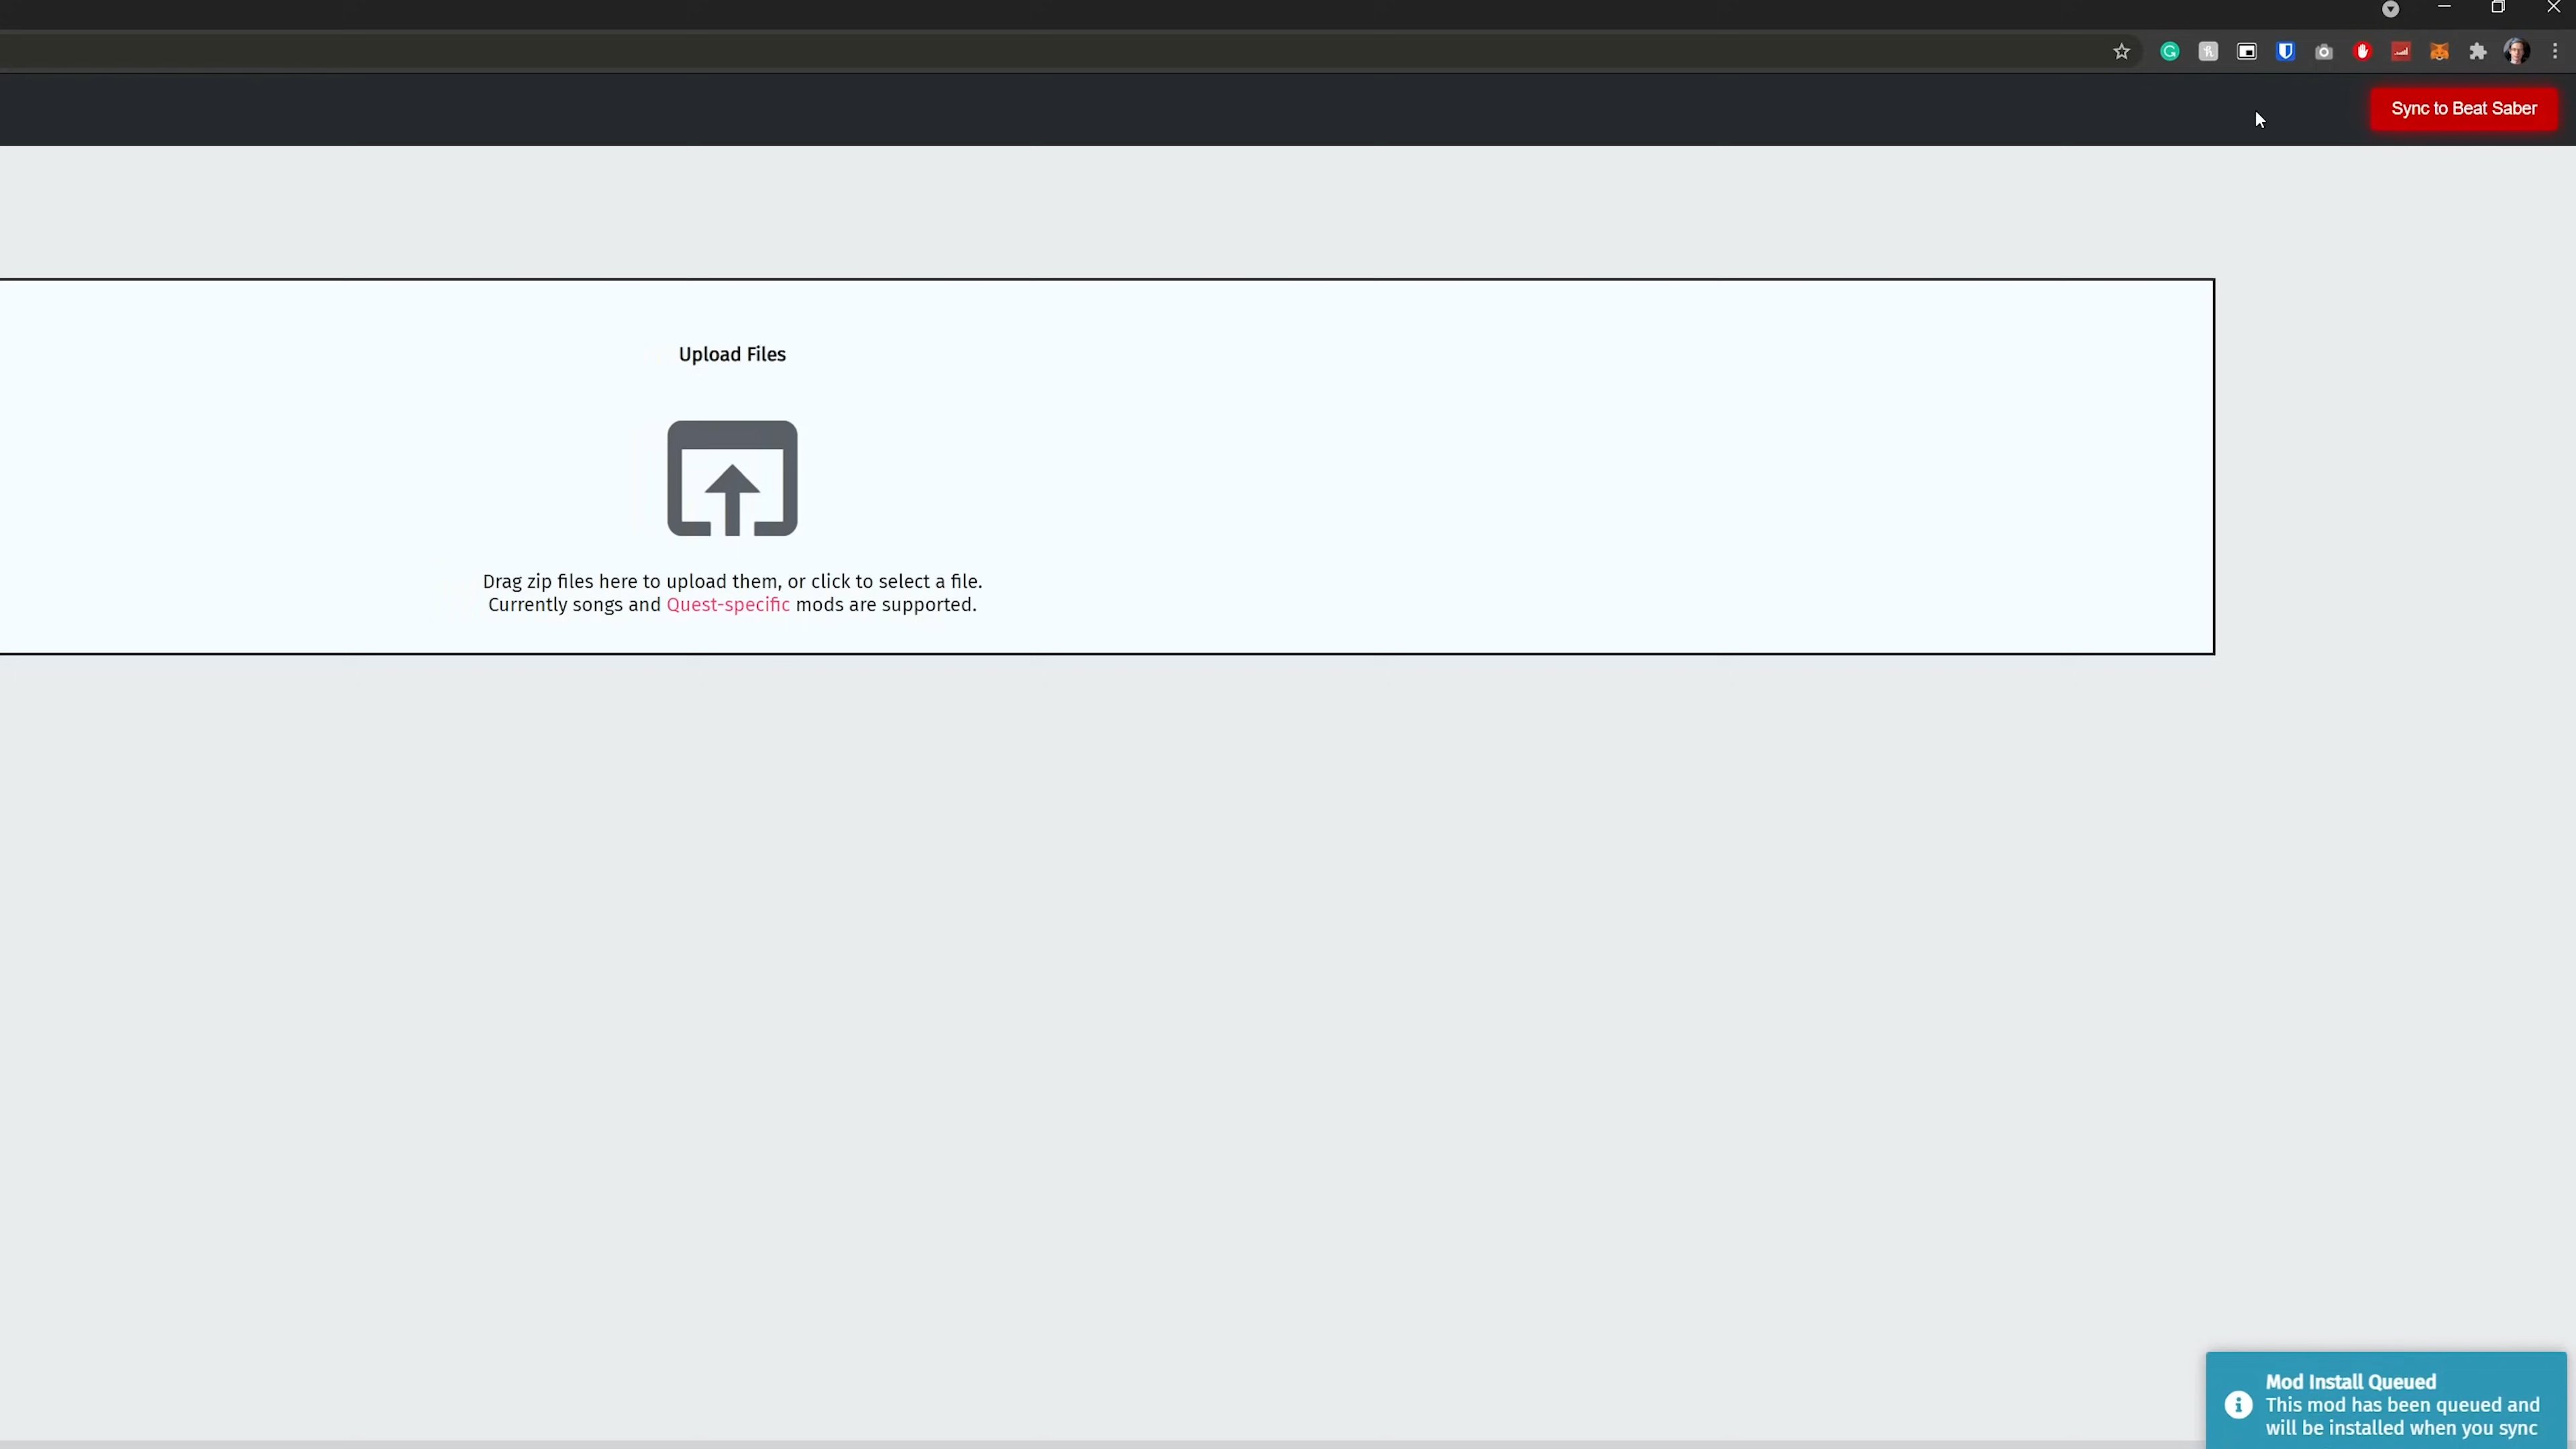 Sync to Beat Saber
Upload Files
Drag zip files here to upload them, or click to select a file.
Currently songs and Quest-specific mods are supported.
Mod Install Queued
This mod has been queued and
will be installed when you sync